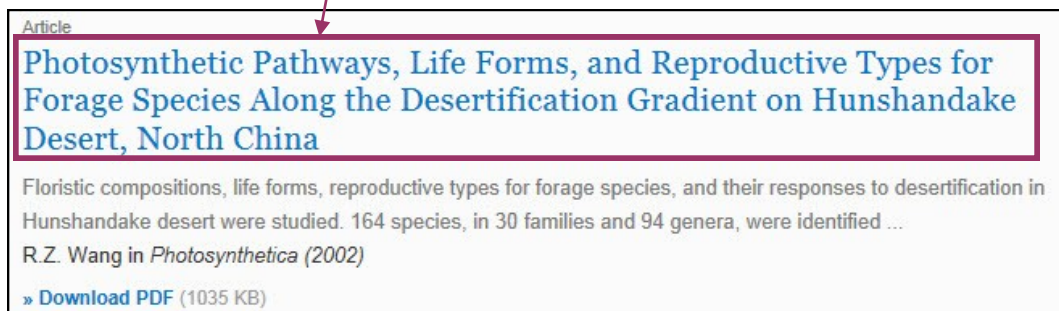 Article
Photosynthetic Pathways, Life Forms, and Reproductive Types for
Forage Species Along the Desertification Gradient on Hunshandake
Desert, North China
Floristic compositions, life forms, reproductive types for forage species, and their responses to desertification in
Hunshandake desert were studied. 164 species, in 30 families and 94 genera, were identified ...
R.Z. Wang in Photosynthetica (2002)
» Download PDF (1035 KB)